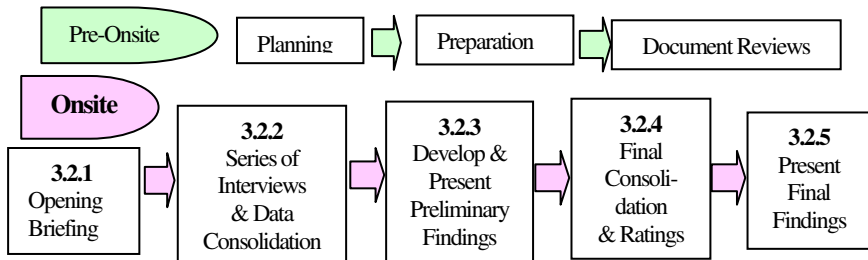 Pre-Onsite
Planning
Preparation
Document Reviews
Onsite
3.2.1
Opening
Briefing
3.2.2
Series of
Interviews
& Data
Consolidation
3.2.3
Develop &
Present
Preliminary
Findings
3.2.4
Final
Consoli-
dation
& Ratings
3.2.5
Present
Final
Findings